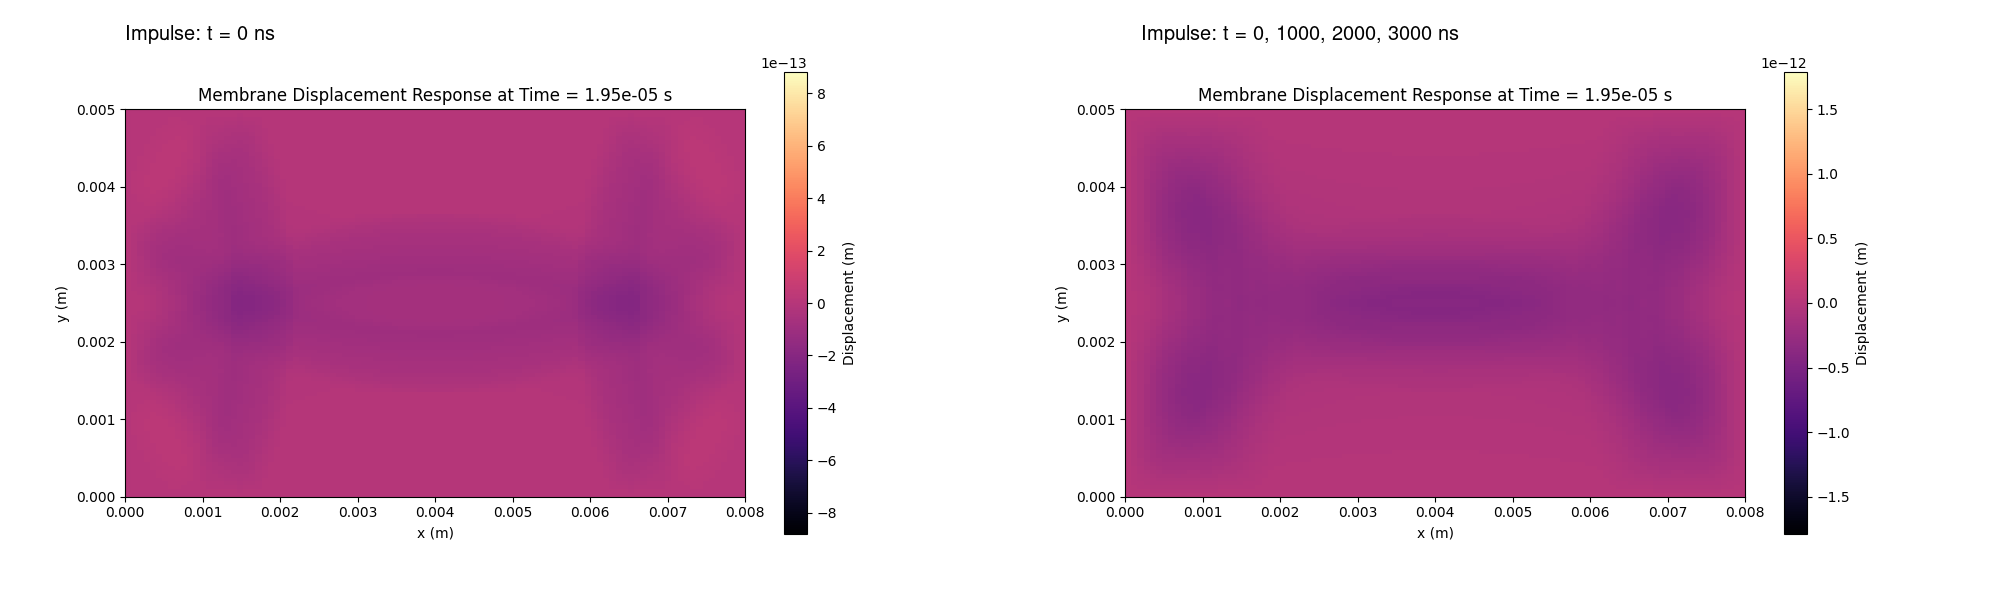 Impulse: t = 0 ns
1e−13
Membrane Displacement Response at Time = 1.95e-05 s
0.005
0.004
0.003
0.002
0.001
0.000
y (m)
0.000 0.001 0.002 0.003 0.004 0.005 0.006 0.007 0.008
x (m)
8
6
4
2
0
−2
−4
−6
−8
Displacement (m)
Impulse: t = 0, 1000, 2000, 3000 ns
1e−12
Membrane Displacement Response at Time = 1.95e-05 s
0.005
0.004
0.003
0.002
0.001
0.000
y (m)
0.000 0.001 0.002 0.003 0.004 0.005 0.006 0.007 0.008
x (m)
1.5
1.0
0.5
0.0
−0.5
−1.0
−1.5
Displacement (m)